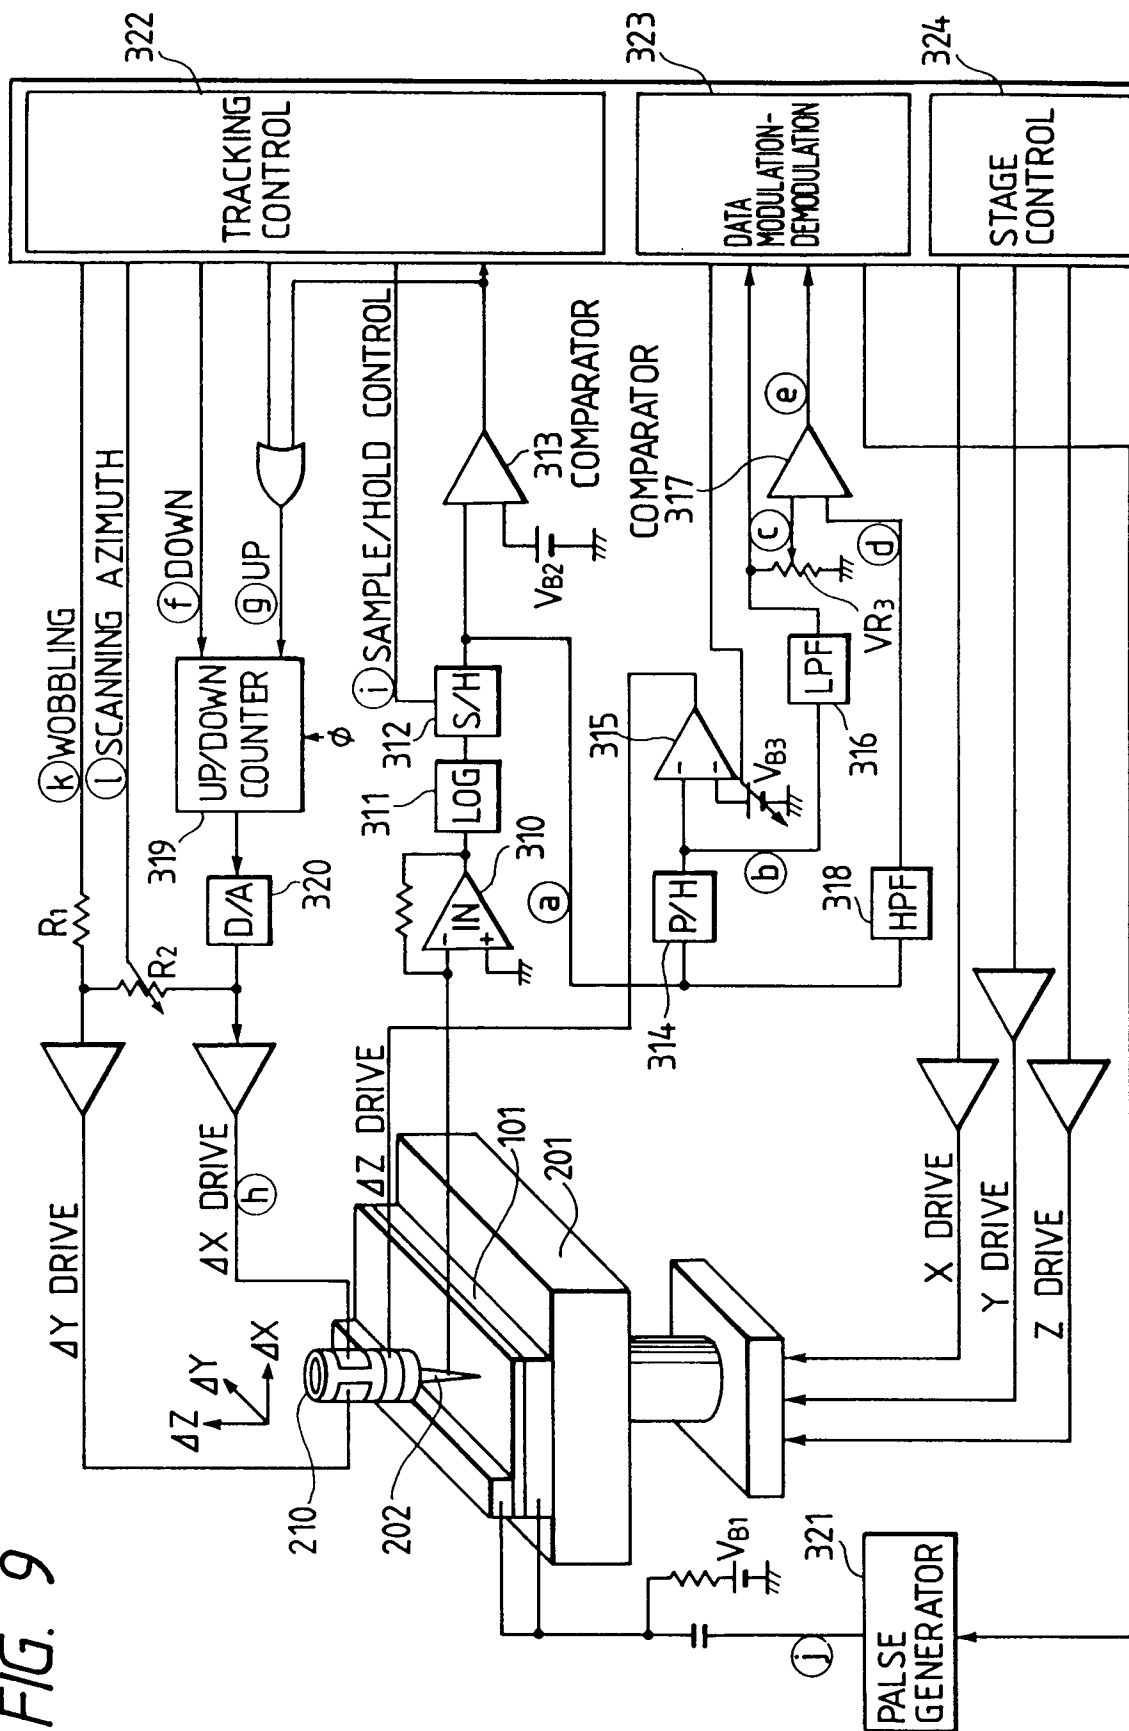 FIG. 9
322
TRACKING
CONTROL
323
DATA
MODULATION-
DEMODULATION
324
STAGE
CONTROL
k WOBBLING
l SCANNING AZIMUTH
f DOWN
g UP
UP/DOWN
COUNTER
φ
319
D/A
320
R1
R2
i SAMPLE/HOLD CONTROL
S/H
312
LOG
311
IN
-
+
310
313
COMPARATOR
VB2
a
COMPARATOR
317
e
c
d
VR3
LPF
316
315
-
-
VB3
b
P/H
314
HPF
318
ΔY DRIVE
ΔX DRIVE
h
ΔZ DRIVE
ΔZ
ΔY
ΔX
210
202
101
201
X DRIVE
Y DRIVE
Z DRIVE
VB1
j
321
PALSE
GENERATOR